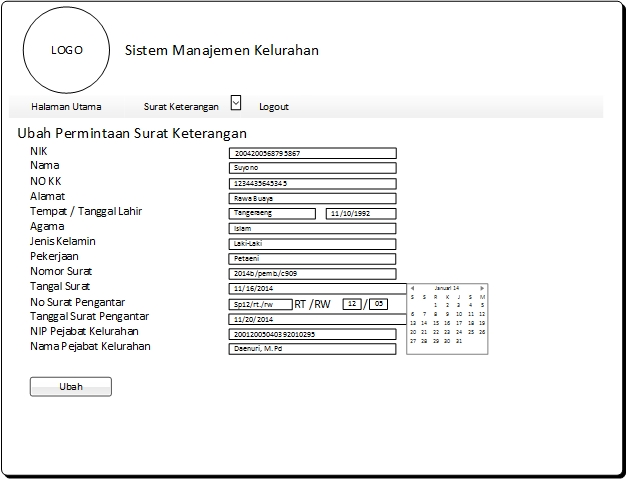 LOGO
Sistem Manajemen Kelurahan
Halaman Utama Surat Keterangan Logout
Ubah Permintaan Surat Keterangan
NIK 2004200568795867
Nama Suyono
NO KK 1234435645345
Alamat Rawa Buaya
Tempat / Tanggal Lahir Tangeraeng 11/10/1992
Agama Islam
Jenis Kelamin Laki-Laki
Pekerjaan Petaeni
Nomor Surat 2014b/pemb/c909
Tangal Surat 11/16/2014
No Surat Pengantar Sp12/rt./rw RT /RW 12 / 05
Tanggal Surat Pengantar 11/20/2014
NIP Pejabat Kelurahan 20012005040392010295
Nama Pejabat Kelurahan Daenuri, M.Pd
Januari 14
S S R K J S M
1 2 3 4 5
6 7 8 9 10 11 12
13 14 15 16 17 18 19
20 21 22 23 24 25 26
27 28 29 30 31
Ubah